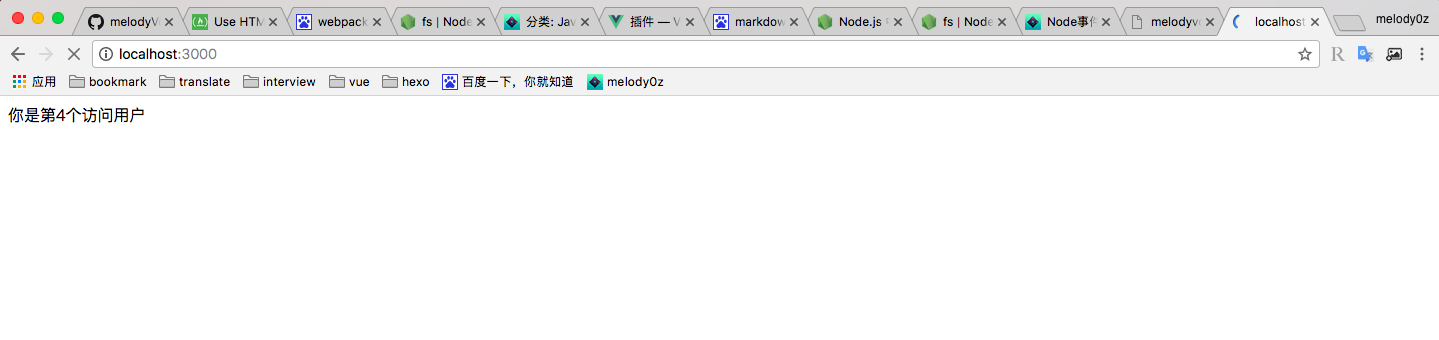 melodyV
Use HTM
webpack
fs | Node
分类: Jav
插件 — V
markdow
Node.js
fs | Node
Node事件
melodyvo
localhost
melody0z
localhost:3000
应用
bookmark
translate
interview
vue
hexo
百度一下，你就知道
melody0z
你是第4个访问用户